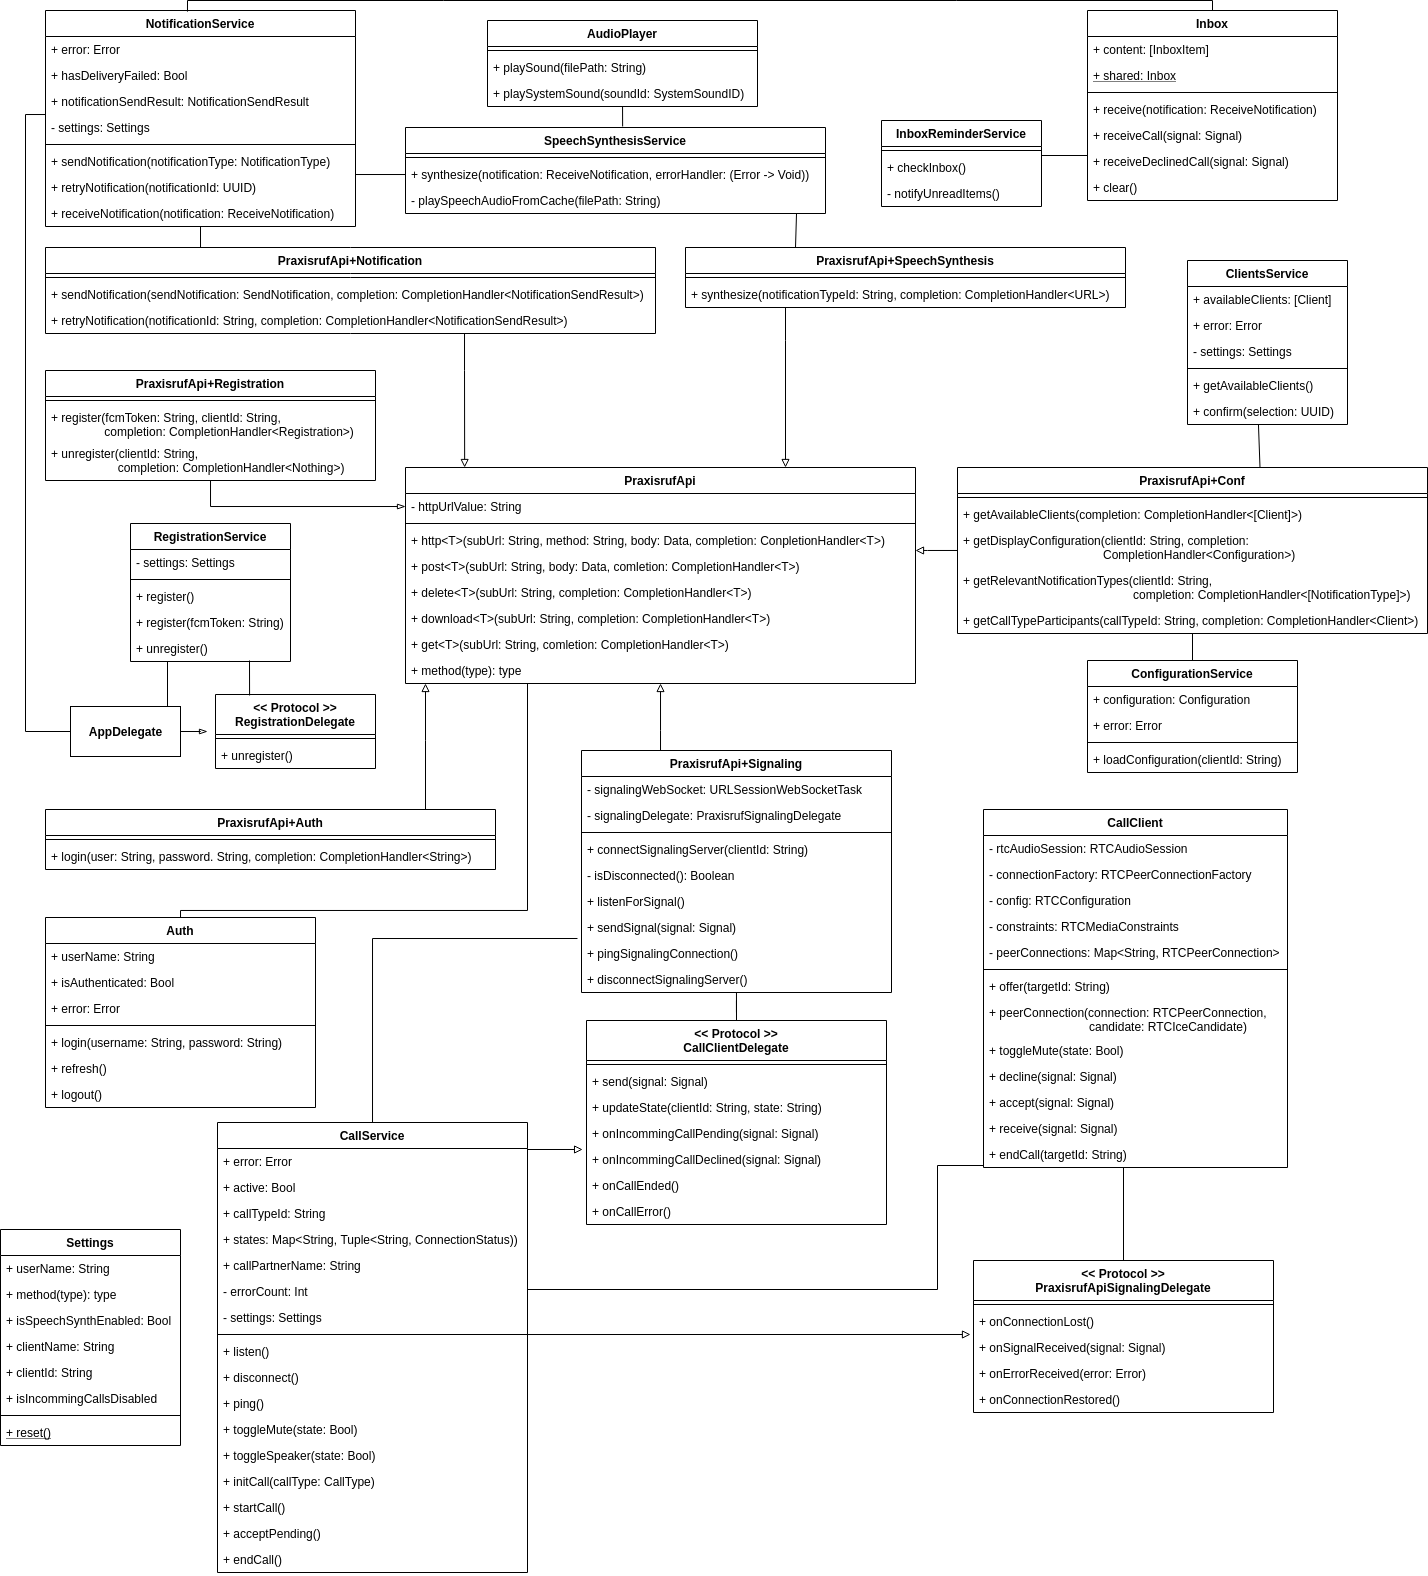 NotificationService
+ error: Error
+ hasDeliveryFailed: Bool
+ notificationSendResult: NotificationSendResult
- settings: Settings
+ sendNotification(notificationType: NotificationType)
+ retryNotification(notificationId: UUID)
+ receiveNotification(notification: ReceiveNotification)
AudioPlayer
+ playSound(filePath: String)
+ playSystemSound(soundId: SystemSoundID)
Inbox
+ content: [InboxItem]
+ shared: Inbox
+ receive(notification: ReceiveNotification)
+ receiveCall(signal: Signal)
+ receiveDeclinedCall(signal: Signal)
+ clear()
SpeechSynthesisService
+ synthesize(notification: ReceiveNotification, errorHandler: (Error -> Void))
- playSpeechAudioFromCache(filePath: String)
InboxReminderService
+ checkInbox()
- notifyUnreadItems()
PraxisrufApi+Notification
+ sendNotification(sendNotification: SendNotification, completion: CompletionHandler<NotificationSendResult>)
+ retryNotification(notificationId: String, completion: CompletionHandler<NotificationSendResult>)
PraxisrufApi+SpeechSynthesis
+ synthesize(notificationTypeId: String, completion: CompletionHandler<URL>)
ClientsService
+ availableClients: [Client]
+ error: Error
- settings: Settings
+ getAvailableClients()
+ confirm(selection: UUID)
PraxisrufApi+Registration
+ register(fcmToken: String, clientId: String,
completion: CompletionHandler<Registration>)
+ unregister(clientId: String,
completion: CompletionHandler<Nothing>)
PraxisrufApi
- httpUrlValue: String
+ http<T>(subUrl: String, method: String, body: Data, completion: ConpletionHandler<T>)
+ post<T>(subUrl: String, body: Data, comletion: CompletionHandler<T>)
+ delete<T>(subUrl: String, completion: CompletionHandler<T>)
+ download<T>(subUrl: String, completion: CompletionHandler<T>)
+ get<T>(subUrl: String, comletion: CompletionHandler<T>)
+ method(type): type
PraxisrufApi+Conf
+ getAvailableClients(completion: CompletionHandler<[Client]>)
+ getDisplayConfiguration(clientId: String, completion:
CompletionHandler<Configuration>)
+ getRelevantNotificationTypes(clientId: String,
completion: CompletionHandler<[NotificationType]>)
+ getCallTypeParticipants(callTypeId: String, completion: CompletionHandler<Client>)
RegistrationService
- settings: Settings
+ register()
+ register(fcmToken: String)
+ unregister()
ConfigurationService
+ configuration: Configuration
+ error: Error
+ loadConfiguration(clientId: String)
AppDelegate
<< Protocol >>
RegistrationDelegate
+ unregister()
PraxisrufApi+Signaling
- signalingWebSocket: URLSessionWebSocketTask
- signalingDelegate: PraxisrufSignalingDelegate
+ connectSignalingServer(clientId: String)
- isDisconnected(): Boolean
+ listenForSignal()
+ sendSignal(signal: Signal)
+ pingSignalingConnection()
+ disconnectSignalingServer()
PraxisrufApi+Auth
+ login(user: String, password. String, completion: CompletionHandler<String>)
CallClient
- rtcAudioSession: RTCAudioSession
- connectionFactory: RTCPeerConnectionFactory
- config: RTCConfiguration
- constraints: RTCMediaConstraints
- peerConnections: Map<String, RTCPeerConnection>
+ offer(targetId: String)
+ peerConnection(connection: RTCPeerConnection,
candidate: RTCIceCandidate)
+ toggleMute(state: Bool)
+ decline(signal: Signal)
+ accept(signal: Signal)
+ receive(signal: Signal)
+ endCall(targetId: String)
Auth
+ userName: String
+ isAuthenticated: Bool
+ error: Error
+ login(username: String, password: String)
+ refresh()
+ logout()
<< Protocol >>
CallClientDelegate
+ send(signal: Signal)
+ updateState(clientId: String, state: String)
+ onIncommingCallPending(signal: Signal)
+ onIncommingCallDeclined(signal: Signal)
+ onCallEnded()
+ onCallError()
CallService
+ error: Error
+ active: Bool
+ callTypeId: String
+ states: Map<String, Tuple<String, ConnectionStatus))
+ callPartnerName: String
- errorCount: Int
- settings: Settings
+ listen()
+ disconnect()
+ ping()
+ toggleMute(state: Bool)
+ toggleSpeaker(state: Bool)
+ initCall(callType: CallType)
+ startCall()
+ acceptPending()
+ endCall()
Settings
+ userName: String
+ method(type): type
+ isSpeechSynthEnabled: Bool
+ clientName: String
+ clientId: String
+ isIncommingCallsDisabled
+ reset()
<< Protocol >>
PraxisrufApiSignalingDelegate
+ onConnectionLost()
+ onSignalReceived(signal: Signal)
+ onErrorReceived(error: Error)
+ onConnectionRestored()